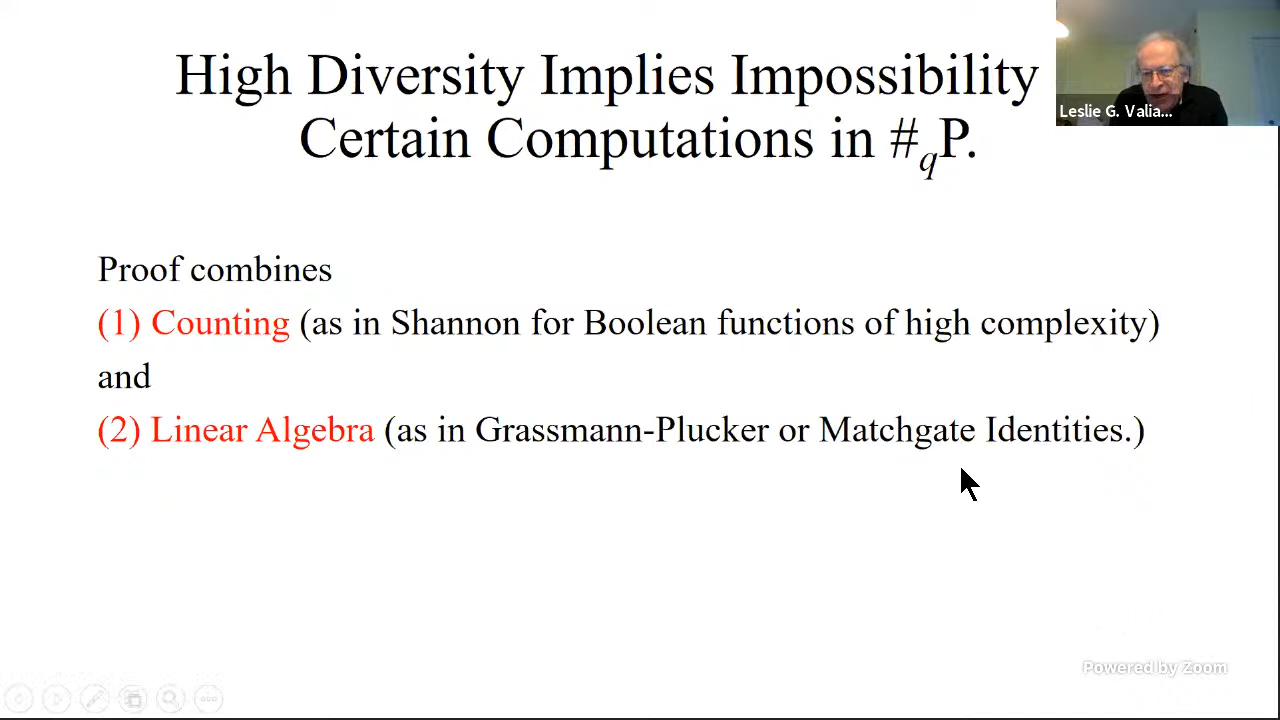 High Diversity Implies Impossibility
Certain Computations in #qP.
Leslie G. Valia...
Proof combines
(1) Counting (as in Shannon for Boolean functions of high complexity)
and
(2) Linear Algebra (as in Grassmann-Plucker or Matchgate Identities.)
Powered by Zoom